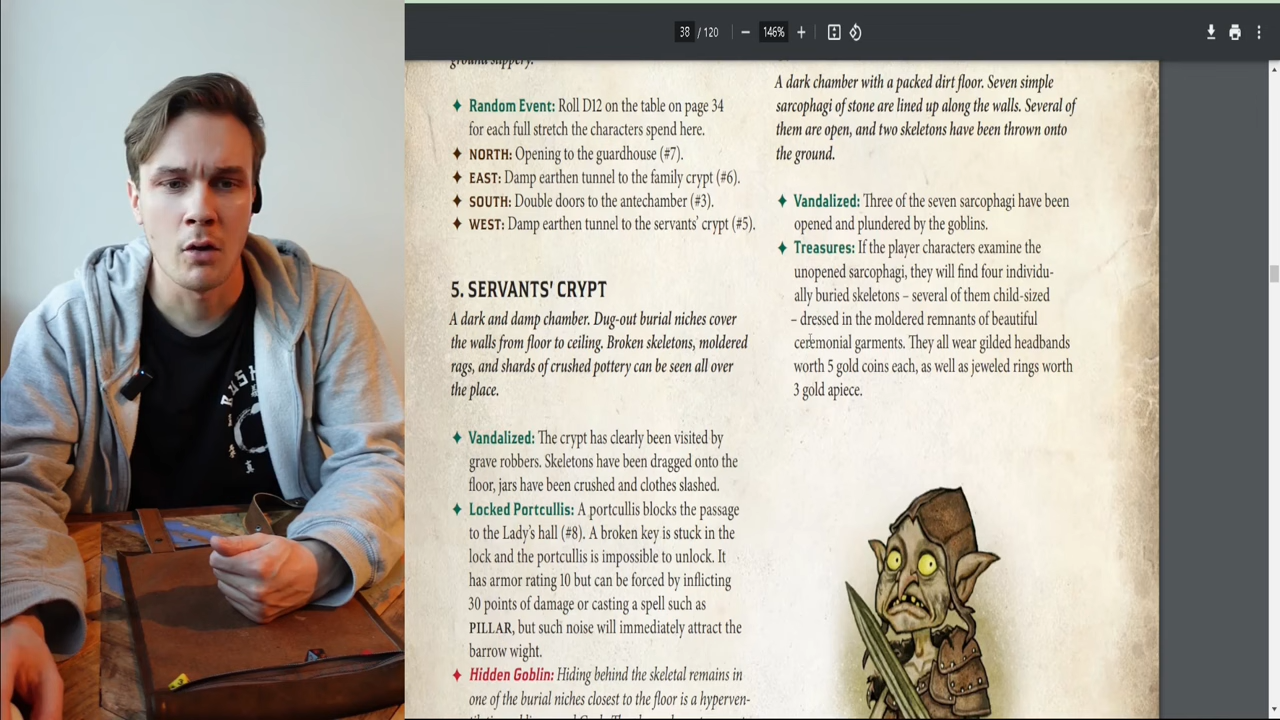 38 / 120
146%
ground slippery.
✦ Random Event: Roll D12 on the table on page 34
for each full stretch the characters spend here.
✦ NORTH: Opening to the guardhouse (#7).
✦ EAST: Damp earthen tunnel to the family crypt (#6).
✦ SOUTH: Double doors to the antechamber (#3).
✦ WEST: Damp earthen tunnel to the servants’ crypt (#5).
5. SERVANTS’ CRYPT
A dark and damp chamber. Dug-out burial niches cover
the walls from floor to ceiling. Broken skeletons, moldered
rags, and shards of crushed pottery can be seen all over
the place.
✦ Vandalized: The crypt has clearly been visited by
grave robbers. Skeletons have been dragged onto the
floor, jars have been crushed and clothes slashed.
✦ Locked Portcullis: A portcullis blocks the passage
to the Lady’s hall (#8). A broken key is stuck in the
lock and the portcullis is impossible to unlock. It
has armor rating 10 but can be forced by inflicting
30 points of damage or casting a spell such as
PILLAR, but such noise will immediately attract the
barrow wight.
✦ Hidden Goblin: Hiding behind the skeletal remains in
one of the burial niches closest to the floor is a hyperven-
A dark chamber with a packed dirt floor. Seven simple
sarcophagi of stone are lined up along the walls. Several of
them are open, and two skeletons have been thrown onto
the ground.
✦ Vandalized: Three of the seven sarcophagi have been
opened and plundered by the goblins.
✦ Treasures: If the player characters examine the
unopened sarcophagi, they will find four individu-
ally buried skeletons – several of them child-sized
– dressed in the moldered remnants of beautiful
ceremonial garments. They all wear gilded headbands
worth 5 gold coins each, as well as jeweled rings worth
3 gold apiece.